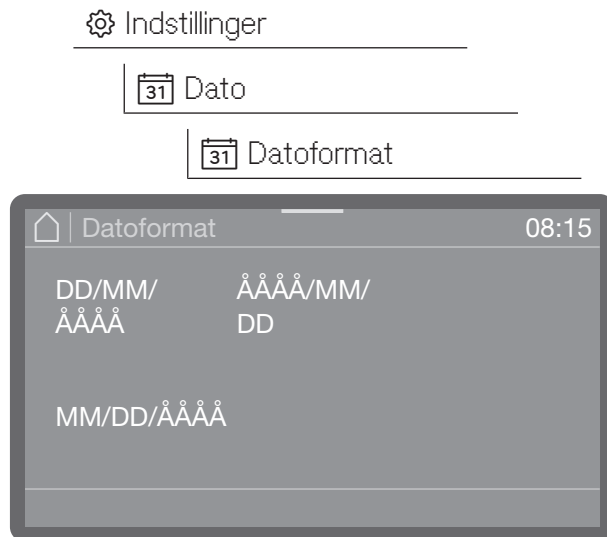 Indstillinger
31 Dato
31 Datoformat
Datoformat 08:15
DD/MM/ ÅÅÅÅ/MM/
ÅÅÅÅ DD
MM/DD/ÅÅÅÅ